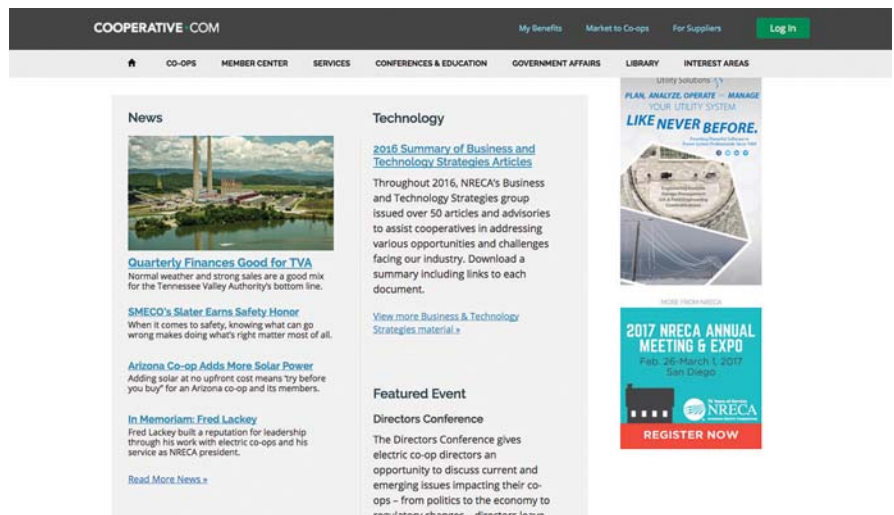 COOPERATIVE·COM
My Benefits
Market to Co-ops
For Suppliers
Log In
CO-OPS
MEMBER CENTER
SERVICES
CONFERENCES & EDUCATION
GOVERNMENT AFFAIRS
LIBRARY
INTEREST AREAS
News
Quarterly Finances Good for TVA
Normal weather and strong sales are a good mix
for the Tennessee Valley Authority's bottom line.
SMECO's Slater Earns Safety Honor
When it comes to safety, knowing what can go
wrong makes doing what's right matter most of all.
Arizona Co-op Adds More Solar Power
Adding solar at no upfront cost means 'try before
you buy" for an Arizona co-op and its members.
In Memoriam: Fred Lackey
Fred Lackey built a reputation for leadership
through his work with electric co-ops and his
service as NRECA president.
Read More News »
Technology
2016 Summary of Business and
Technology Strategies Articles
Throughout 2016, NRECA's Business
and Technology Strategies group
issued over 50 articles and advisories
to assist cooperatives in addressing
various opportunities and challenges
facing our industry. Download a
summary including links to each
document.
View more Business & Technology
Strategies material »
Featured Event
Directors Conference
The Directors Conference gives
electric co-op directors an
opportunity to discuss current and
emerging issues impacting their co-
ops – from politics to the economy to
regulatory changes – directors leave
Utility Solutions
PLAN, ANALYZE, OPERATE — MANAGE
YOUR UTILITY SYSTEM
LIKE NEVER BEFORE.
MORE FROM NRECA
2017 NRECA ANNUAL
MEETING & EXPO
Feb. 26-March 1, 2017
San Diego
75 Years of Service
NRECA
REGISTER NOW